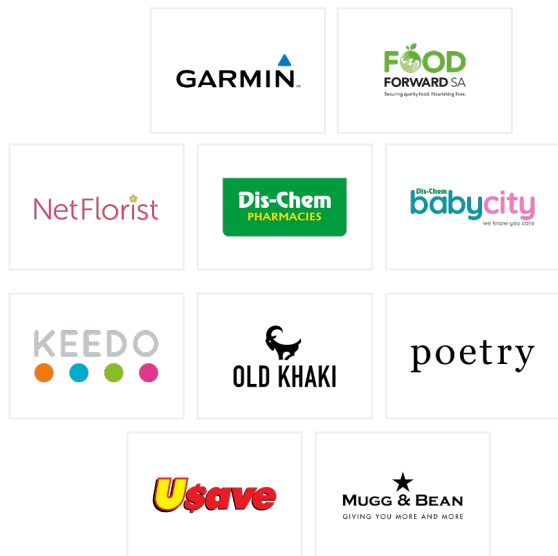 GARMIN
FOOD
FORWARD SA
Securing quality food. Nourishing lives.
NetFlorist
Dis-Chem
PHARMACIES
Dis-Chem
babycity
we know you care
KEEDO
OLD KHAKI
poetry
U$ave
MUGG & BEAN
GIVING YOU MORE AND MORE